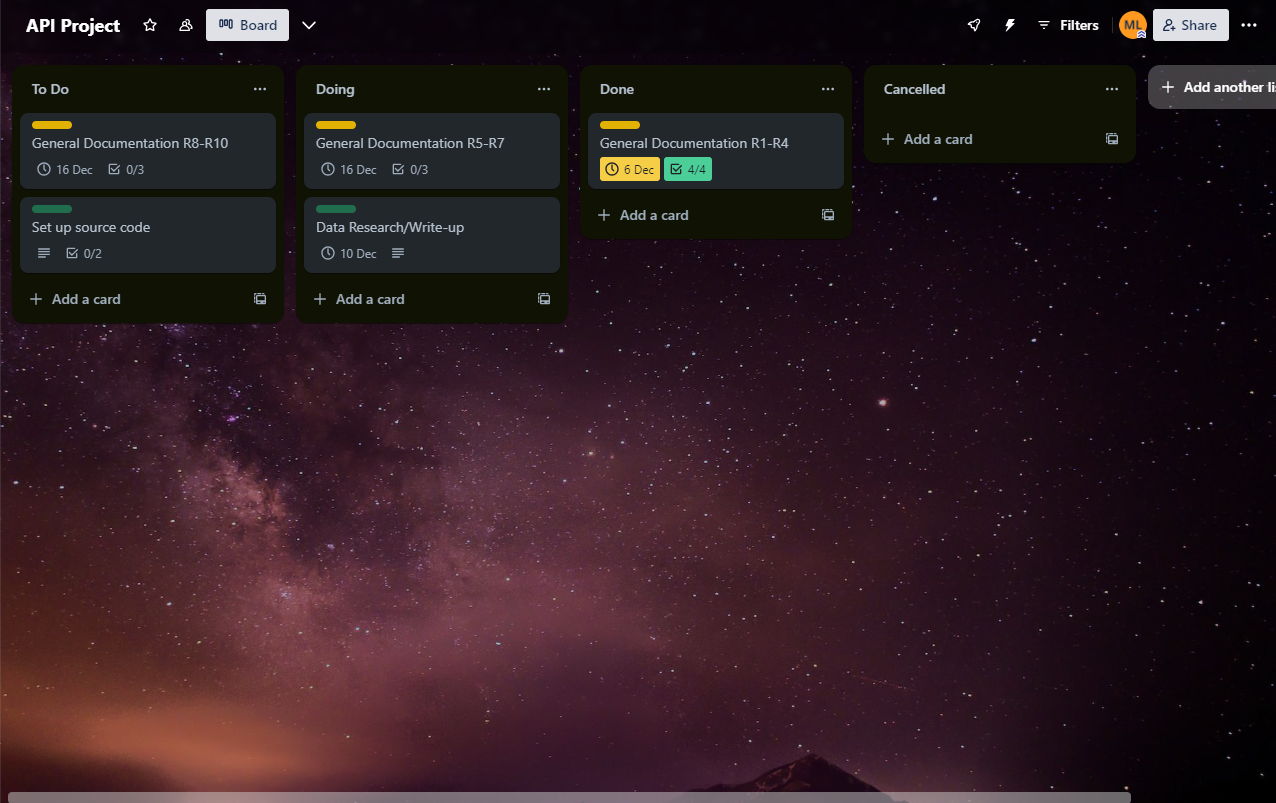 API Project
Board
Filters
ML
Share
To Do
General Documentation R8-R10
16 Dec 0/3
Set up source code
0/2
Add a card
Doing
General Documentation R5-R7
16 Dec 0/3
Data Research/Write-up
10 Dec
Add a card
Done
General Documentation R1-R4
6 Dec 4/4
Add a card
Cancelled
Add a card
Add another li